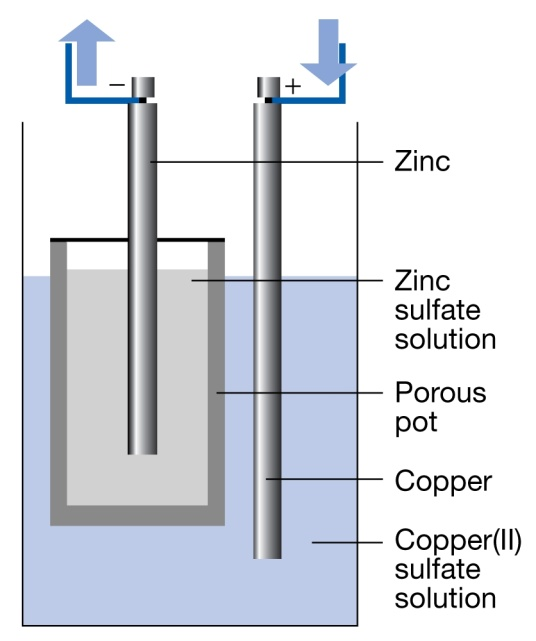 − +
Zinc
Zinc
sulfate
solution
Porous
pot
Copper
Copper(II)
sulfate
solution